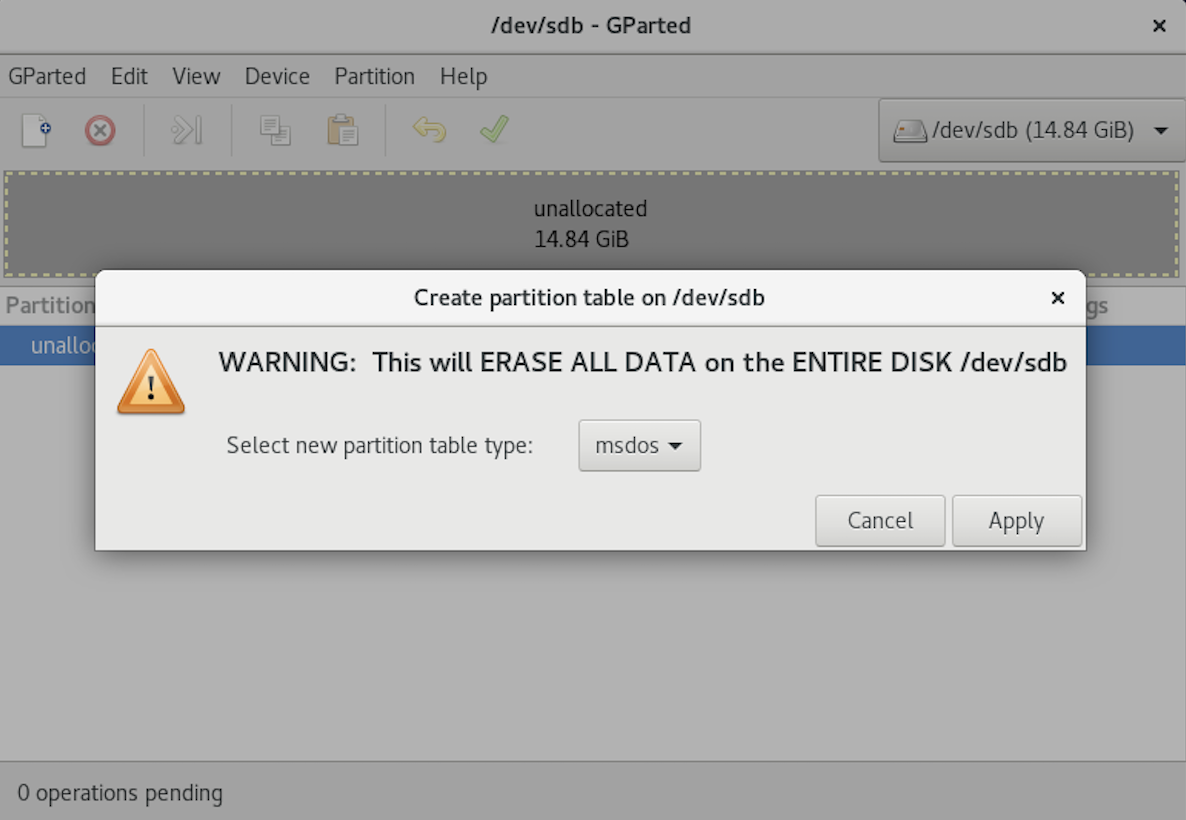 /dev/sdb - GParted
GParted Edit View Device Partition Help
/dev/sdb (14.84 GiB)
unallocated
14.84 GiB
Partition
unalloc
Create partition table on /dev/sdb
WARNING: This will ERASE ALL DATA on the ENTIRE DISK /dev/sdb
Select new partition table type: msdos
Cancel Apply
0 operations pending